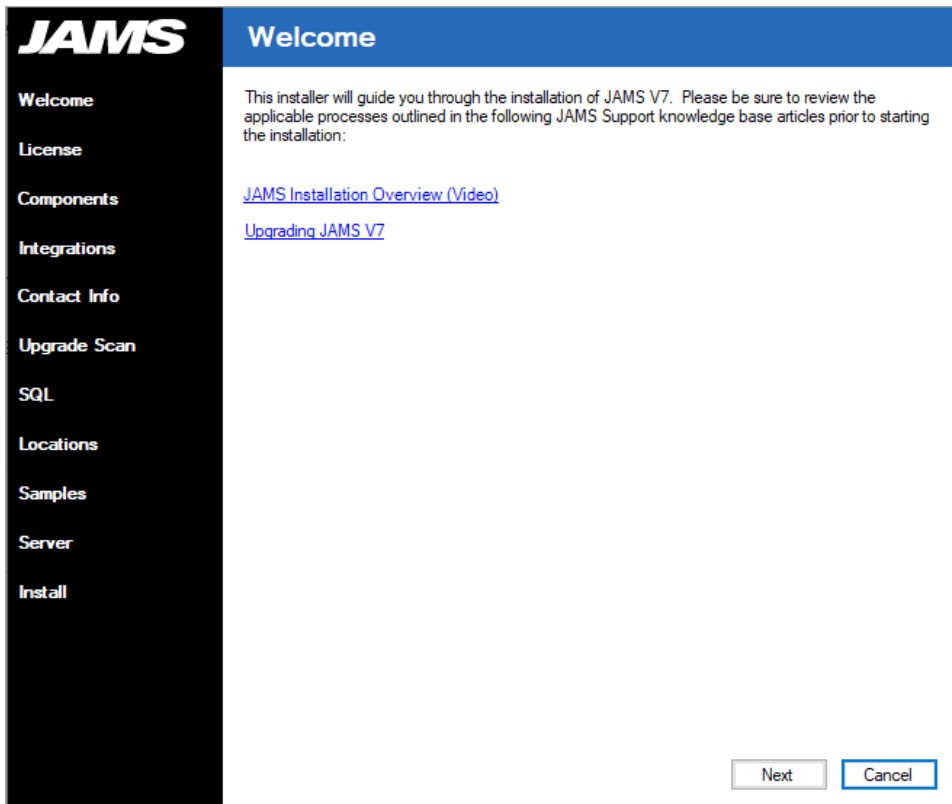 JAMS
Welcome
License
Components
Integrations
Contact Info
Upgrade Scan
SQL
Locations
Samples
Server
Install
Welcome
This installer will guide you through the installation of JAMS V7.  Please be sure to review the
applicable processes outlined in the following JAMS Support knowledge base articles prior to starting
the installation:
JAMS Installation Overview (Video)
Upgrading JAMS V7
Next
Cancel